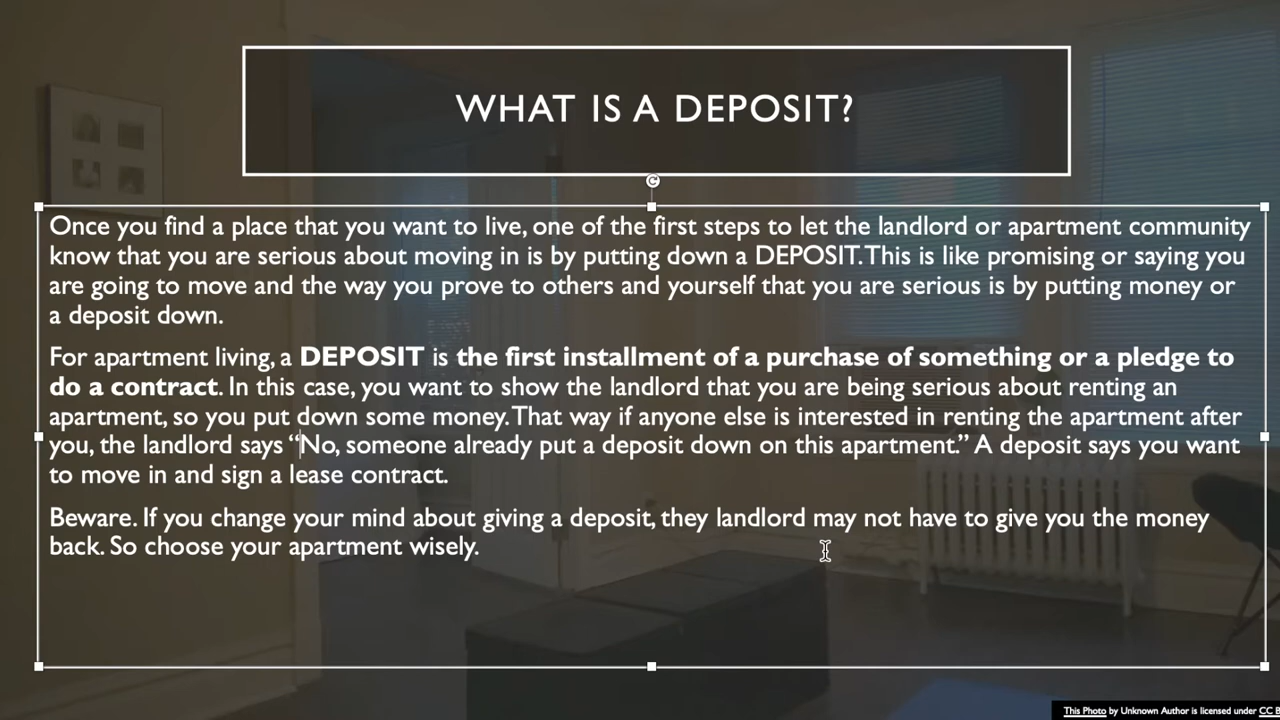 WHAT IS A DEPOSIT?
Once you find a place that you want to live, one of the first steps to let the landlord or apartment community
know that you are serious about moving in is by putting down a DEPOSIT. This is like promising or saying you
are going to move and the way you prove to others and yourself that you are serious is by putting money or
a deposit down.
For apartment living, a DEPOSIT is the first installment of a purchase of something or a pledge to
do a contract. In this case, you want to show the landlord that you are being serious about renting an
apartment, so you put down some money. That way if anyone else is interested in renting the apartment after
you, the landlord says “No, someone already put a deposit down on this apartment.” A deposit says you want
to move in and sign a lease contract.
Beware. If you change your mind about giving a deposit, they landlord may not have to give you the money
back. So choose your apartment wisely.
This Photo by Unknown Author is licensed under CC B